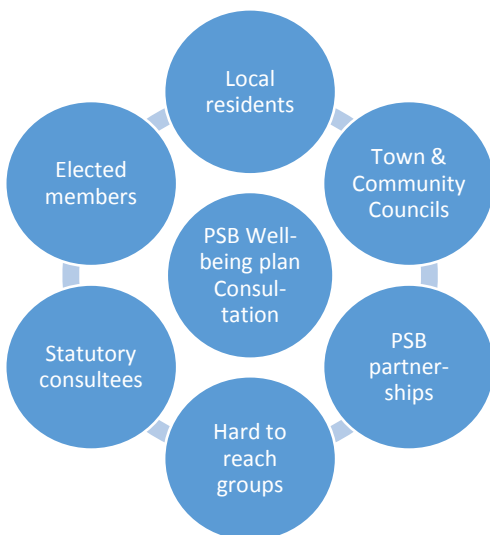 Local
residents
Town &
Community
Councils
PSB
partner-
ships
Hard to
reach
groups
Statutory
consultees
Elected
members
PSB Well-
being plan
Consul-
tation